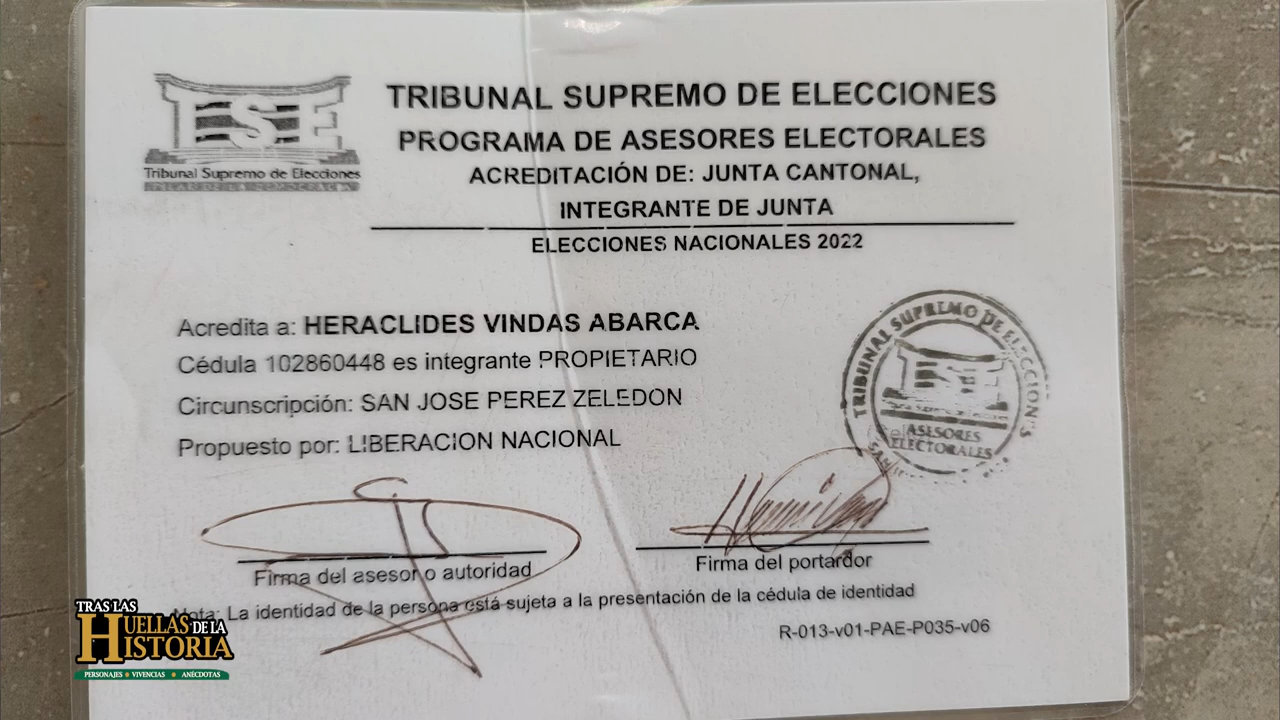 TSE
Tribunal Supremo de Elecciones
TRIBUNAL SUPREMO DE ELECCIONES
PROGRAMA DE ASESORES ELECTORALES
ACREDITACIÓN DE: JUNTA CANTONAL,
INTEGRANTE DE JUNTA
ELECCIONES NACIONALES 2022
Acredita a: HERACLIDES VINDAS ABARCA
Cédula 102860448 es integrante PROPIETARIO
Circunscripción: SAN JOSE PEREZ ZELEDON
Propuesto por: LIBERACION NACIONAL
TRIBUNAL SUPREMO DE ELECCIONES
ASESORES
ELECTORALES
Firma del asesor o autoridad
Firma del portardor
Nota: La identidad de la persona está sujeta a la presentación de la cédula de identidad
R-013-v01-PAE-P035-v06
TRAS LAS
HUELLAS DE LA
HISTORIA
PERSONAJES • VIVENCIAS • ANÉCDOTAS